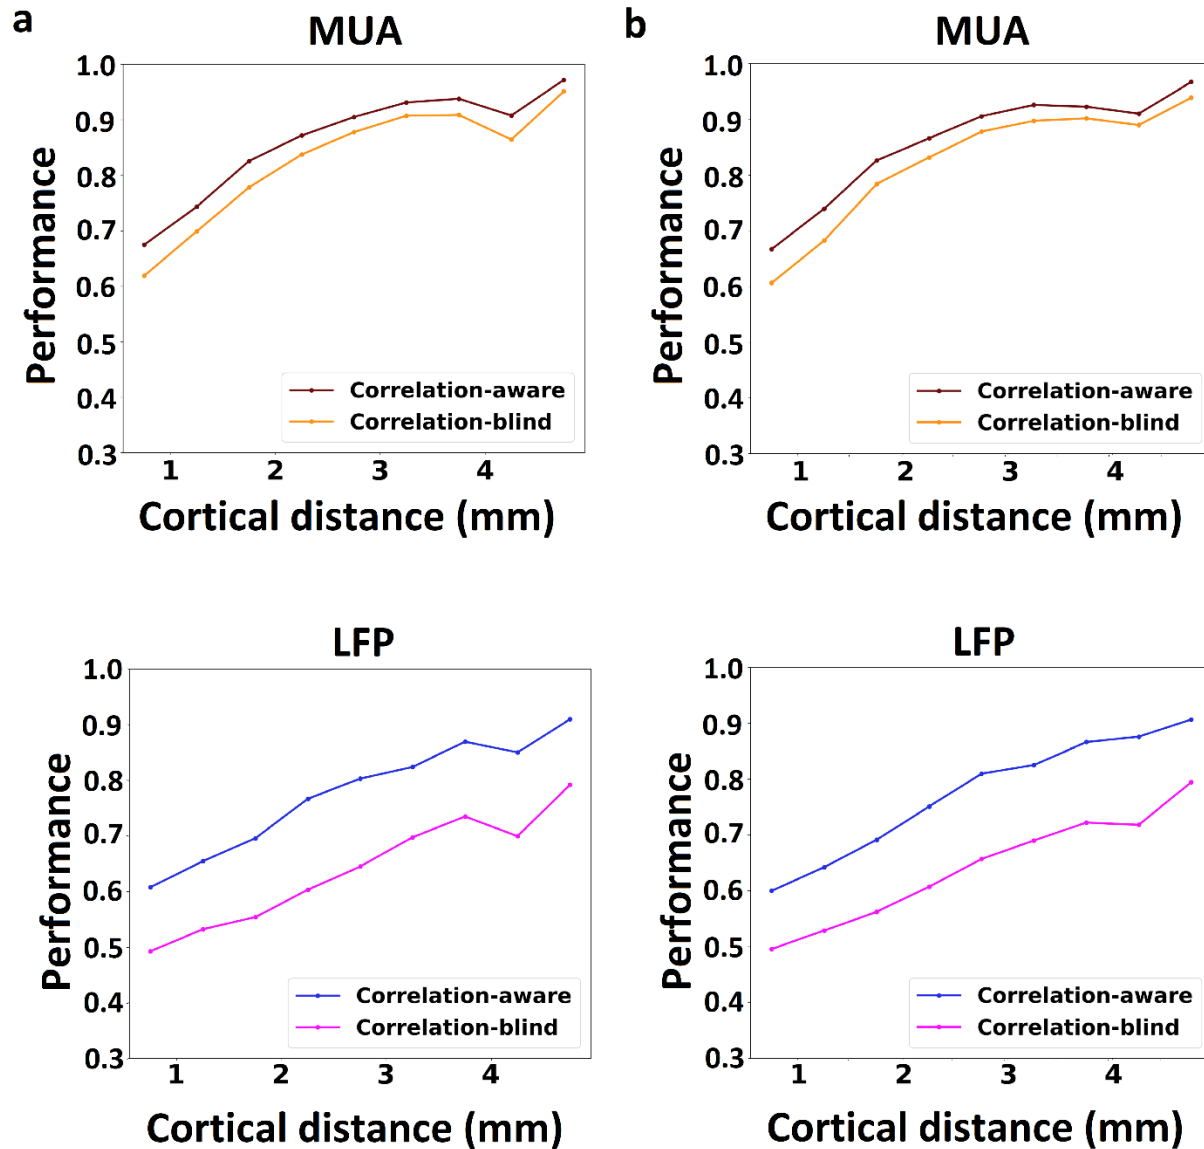 a
MUA
1.0
0.9
0.8
0.7
0.6
0.5
0.4
0.3
Performance
Correlation-aware
Correlation-blind
1 2 3 4
Cortical distance (mm)
b
MUA
1.0
0.9
0.8
0.7
0.6
0.5
0.4
0.3
Performance
Correlation-aware
Correlation-blind
1 2 3 4
Cortical distance (mm)
LFP
1.0
0.9
0.8
0.7
0.6
0.5
0.4
0.3
Performance
Correlation-aware
Correlation-blind
1 2 3 4
Cortical distance (mm)
LFP
1.0
0.9
0.8
0.7
0.6
0.5
0.4
0.3
Performance
Correlation-aware
Correlation-blind
1 2 3 4
Cortical distance (mm)